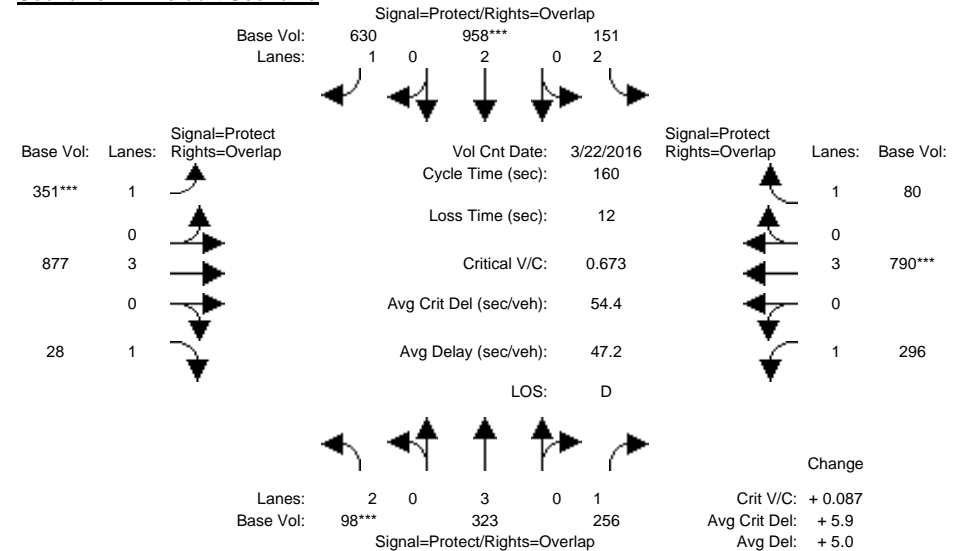 Signal=Protect/Rights=Overlap
Base Vol: 630 958*** 151
Lanes: 1 0 2 0 2
Signal=Protect
Base Vol: Lanes: Rights=Overlap
Vol Cnt Date: 3/22/2016
Signal=Protect
Rights=Overlap Lanes: Base Vol:
Cycle Time (sec): 160
351*** 1
1 80
Loss Time (sec): 12
0
0
877 3
Critical V/C: 0.673
3 790***
0
Avg Crit Del (sec/veh): 54.4
0
28 1
Avg Delay (sec/veh): 47.2
1 296
LOS: D
Lanes: 2 0 3 0 1
Base Vol: 98*** 323 256
Signal=Protect/Rights=Overlap
Change
Crit V/C: + 0.087
Avg Crit Del: + 5.9
Avg Del: + 5.0